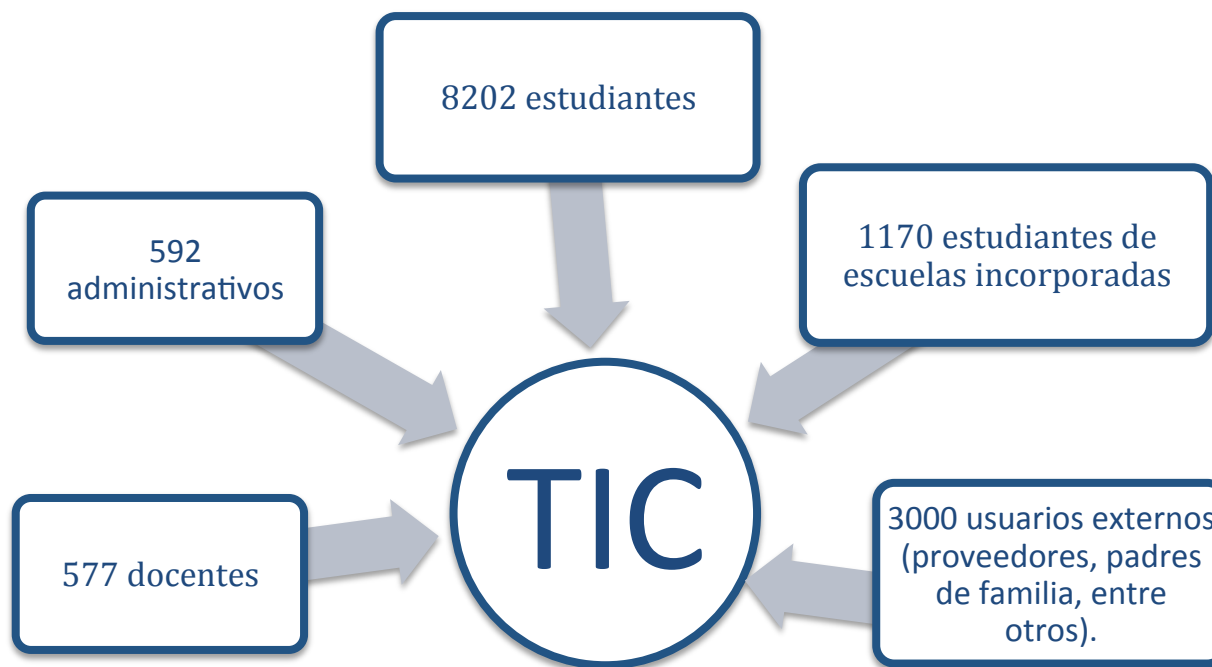 8202 estudiantes
592
administrativos
1170 estudiantes de
escuelas incorporadas
TIC
577 docentes
3000 usuarios externos
(proveedores, padres
de familia, entre
otros).